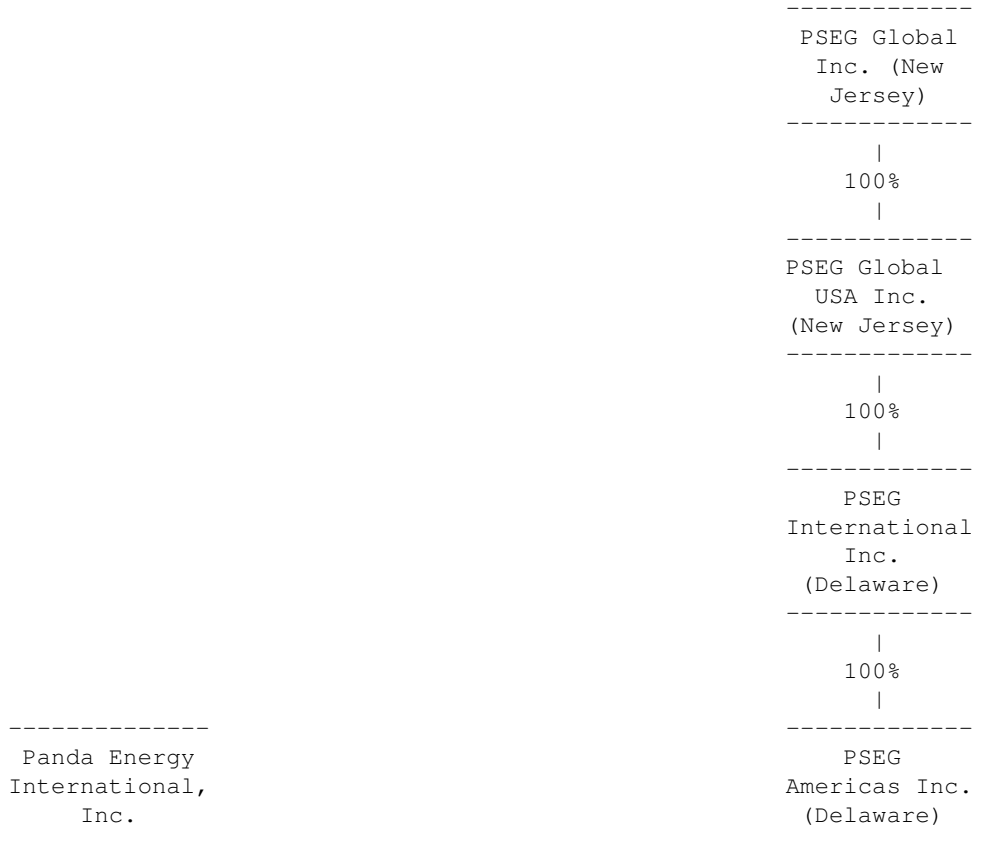 -------------
PSEG Global
Inc. (New
Jersey)
-------------
|
100%
|
-------------
PSEG Global
USA Inc.
(New Jersey)
-------------
|
100%
|
-------------
PSEG
International
Inc.
(Delaware)
-------------
|
100%
|
-------------- -------------
Panda Energy PSEG
International, Americas Inc.
Inc. (Delaware)